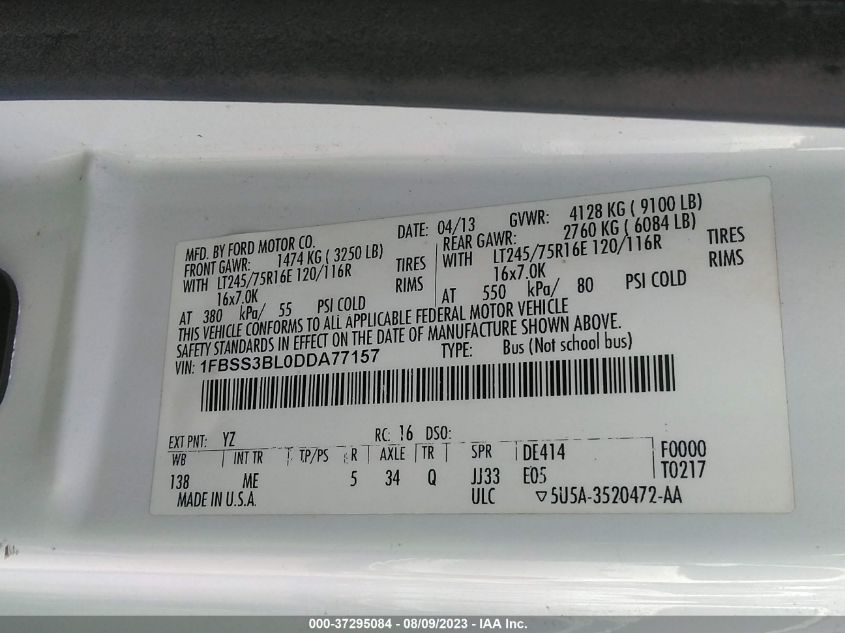 MFD. BY FORD MOTOR CO. DATE: 04/13 GVWR: 4128 KG ( 9100 LB)
FRONT GAWR: 1474 KG ( 3250 LB) REAR GAWR: 2760 KG ( 6084 LB)
WITH LT245/75R16E 120/116R TIRES WITH LT245/75R16E 120/116R TIRES
16x7.0K RIMS 16x7.0K RIMS
AT 380 kPa/ 55 PSI COLD AT 550 kPa/ 80 PSI COLD
THIS VEHICLE CONFORMS TO ALL APPLICABLE FEDERAL MOTOR VEHICLE
SAFETY STANDARDS IN EFFECT ON THE DATE OF MANUFACTURE SHOWN ABOVE.
VIN: 1FBSS3BL0DDA77157 TYPE: Bus (Not school bus)
EXT PNT: YZ RC: 16 DSO:
WB INT TR T.P/PS R AXLE TR SPR DE414 F0000
138 ME 5 34 Q JJ33 E05 T0217
MADE IN U.S.A. ULC ▽5U5A-3520472-AA
000-37295084 - 08/09/2023 - IAA Inc.